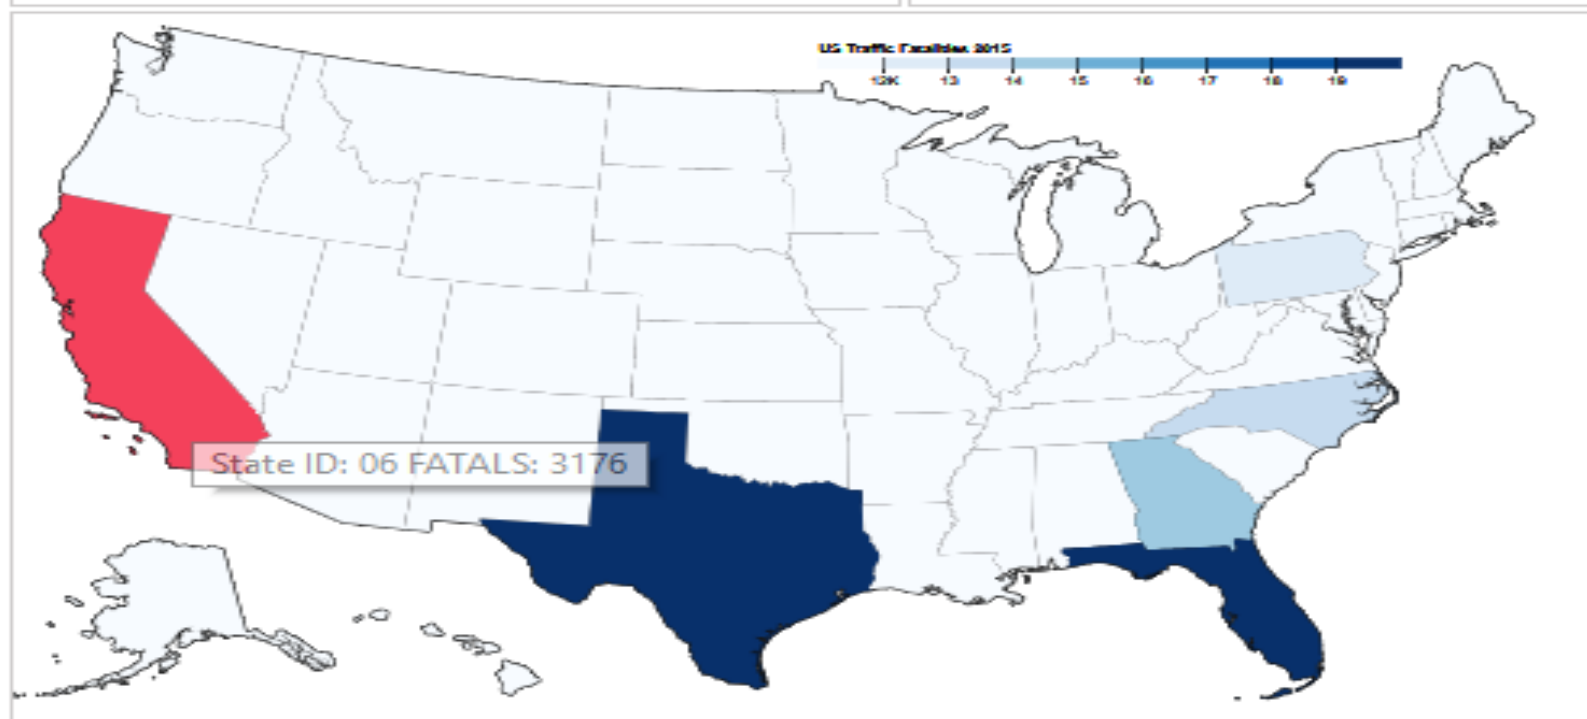 US Traffic Fatalities 2015
12K 13 14 15 16 17 18 19
State ID: 06 FATALS: 3176